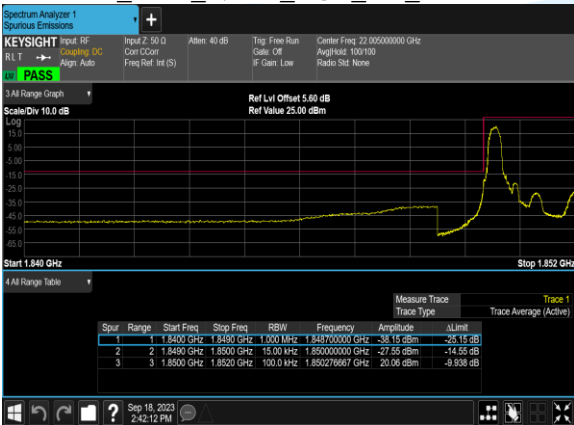 Spectrum Analyzer 1
Spurious Emissions
+
KEYSIGHT Input: RF Input Z: 50 Ω Atten: 40 dB Trig: Free Run Center Freq: 22.005000000 GHz
RLT Coupling: DC Corr CCorr Gate: Off Avg|Hold: 100/100
Align: Auto Freq Ref: Int (S) IF Gain: Low Radio Std: None
PASS
3 All Range Graph
Ref Lvl Offset 5.60 dB
Scale/Div 10.0 dB Ref Value 25.00 dBm
Log
15.0
5.00
-5.00
-15.0
-25.0
-35.0
-45.0
-55.0
-65.0
Start 1.840 GHz Stop 1.852 GHz
4 All Range Table
Measure Trace Trace 1
Trace Type Trace Average (Active)
Spur Range Start Freq Stop Freq RBW Frequency Amplitude ΔLimit
1 1 1.8400 GHz 1.8490 GHz 1.000 MHz 1.848700000 GHz -38.15 dBm -25.15 dB
2 2 1.8490 GHz 1.8500 GHz 15.00 kHz 1.850000000 GHz -27.55 dBm -14.55 dB
3 3 1.8500 GHz 1.8520 GHz 100.0 kHz 1.850276667 GHz 20.06 dBm -9.938 dB
? Sep 18, 2023
2:42:12 PM